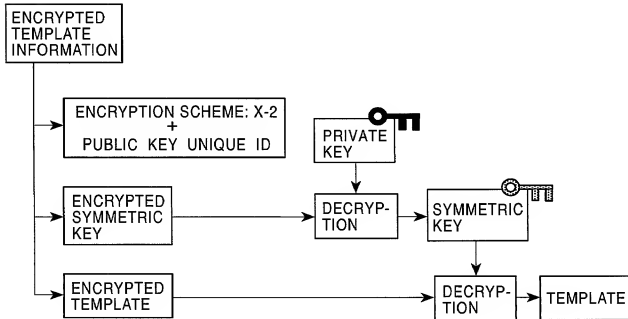 ENCRYPTED
TEMPLATE
INFORMATION
ENCRYPTION SCHEME: X-2
+
PUBLIC KEY UNIQUE ID
PRIVATE
KEY
ENCRYPTED
SYMMETRIC
KEY
DECRYP-
TION
SYMMETRIC
KEY
ENCRYPTED
TEMPLATE
DECRYP-
TION
TEMPLATE